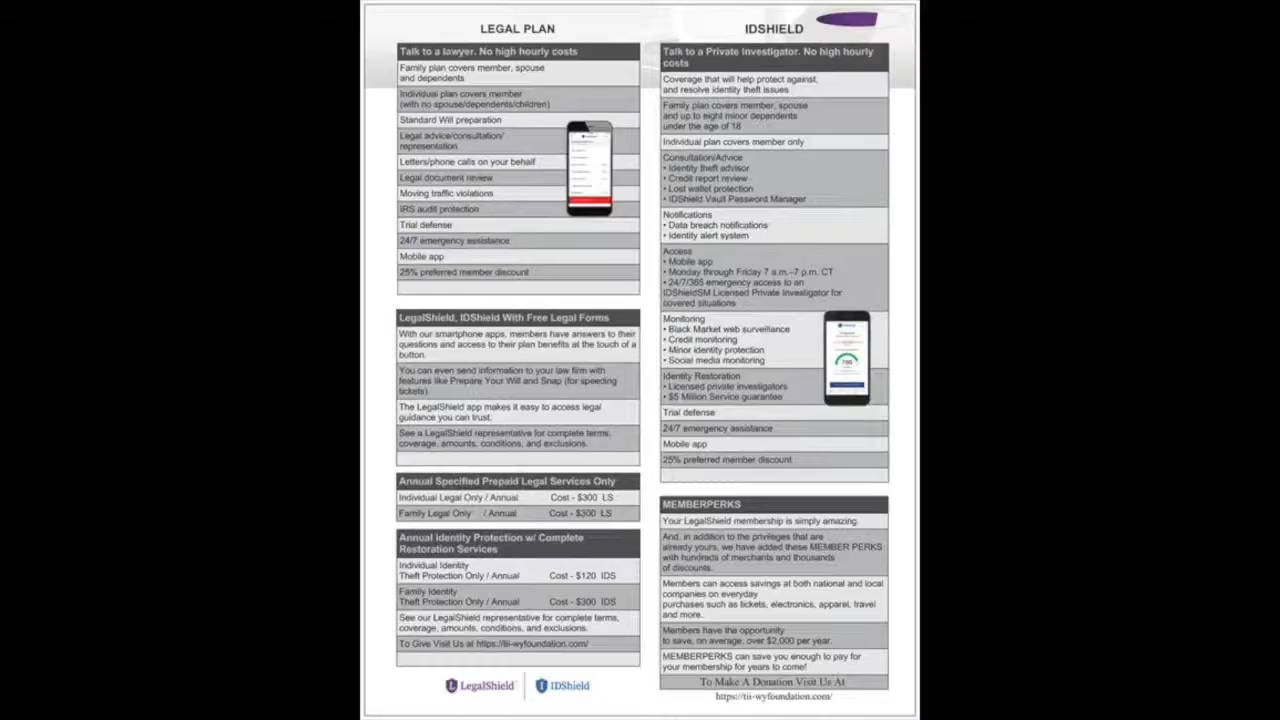 LEGAL PLAN
Talk to a lawyer. No high hourly costs
Family plan covers member, spouse
and dependents
Individual plan covers member
(with no spouse/dependents/children)
Standard Will preparation
Legal advice/consultation/
representation
Letters/phone calls on your behalf
Legal document review
Moving traffic violations
IRS audit protection
Trial defense
24/7 emergency assistance
Mobile app
25% preferred member discount
LegalShield, IDShield With Free Legal Forms
With our smartphone apps, members have answers to their
questions and access to their plan benefits at the touch of a
button.
You can even send information to your law firm with
features like Prepare Your Will and Snap (for speeding
tickets).
The LegalShield app makes it easy to access legal
guidance you can trust.
See a LegalShield representative for complete terms,
coverage, amounts, conditions, and exclusions.
Annual Specified Prepaid Legal Services Only
Individual Legal Only / Annual Cost - $300 LS
Family Legal Only / Annual Cost - $300 LS
Annual Identity Protection w/ Complete
Restoration Services
Individual Identity
Theft Protection Only / Annual Cost - $120 IDS
Family Identity
Theft Protection Only / Annual Cost - $300 IDS
See our LegalShield representative for complete terms,
coverage, amounts, conditions, and exclusions.
To Give Visit Us at https://tii-wyfoundation.com/
LegalShield
IDShield
IDSHIELD
Talk to a Private Investigator. No high hourly
costs
Coverage that will help protect against,
and resolve identity theft issues
Family plan covers member, spouse
and up to eight minor dependents
under the age of 18
Individual plan covers member only
Consultation/Advice
• Identity theft advisor
• Credit report review
• Lost wallet protection
• IDShield Vault Password Manager
Notifications
• Data breach notifications
• Identity alert system
Access
• Mobile app
• Monday through Friday 7 a.m.–7 p.m. CT
• 24/7/365 emergency access to an
IDShieldSM Licensed Private Investigator for
covered situations
Monitoring
• Black Market web surveillance
• Credit monitoring
• Minor identity protection
• Social media monitoring
Identity Restoration
• Licensed private investigators
• $5 Million Service guarantee
Trial defense
24/7 emergency assistance
Mobile app
25% preferred member discount
MEMBERPERKS
Your LegalShield membership is simply amazing.
And, in addition to the privileges that are
already yours, we have added these MEMBER PERKS
with hundreds of merchants and thousands
of discounts.
Members can access savings at both national and local
companies on everyday
purchases such as tickets, electronics, apparel, travel
and more.
Members have the opportunity
to save, on average, over $2,000 per year.
MEMBERPERKS can save you enough to pay for
your membership for years to come!
To Make A Donation Visit Us At
https://tii-wyfoundation.com/